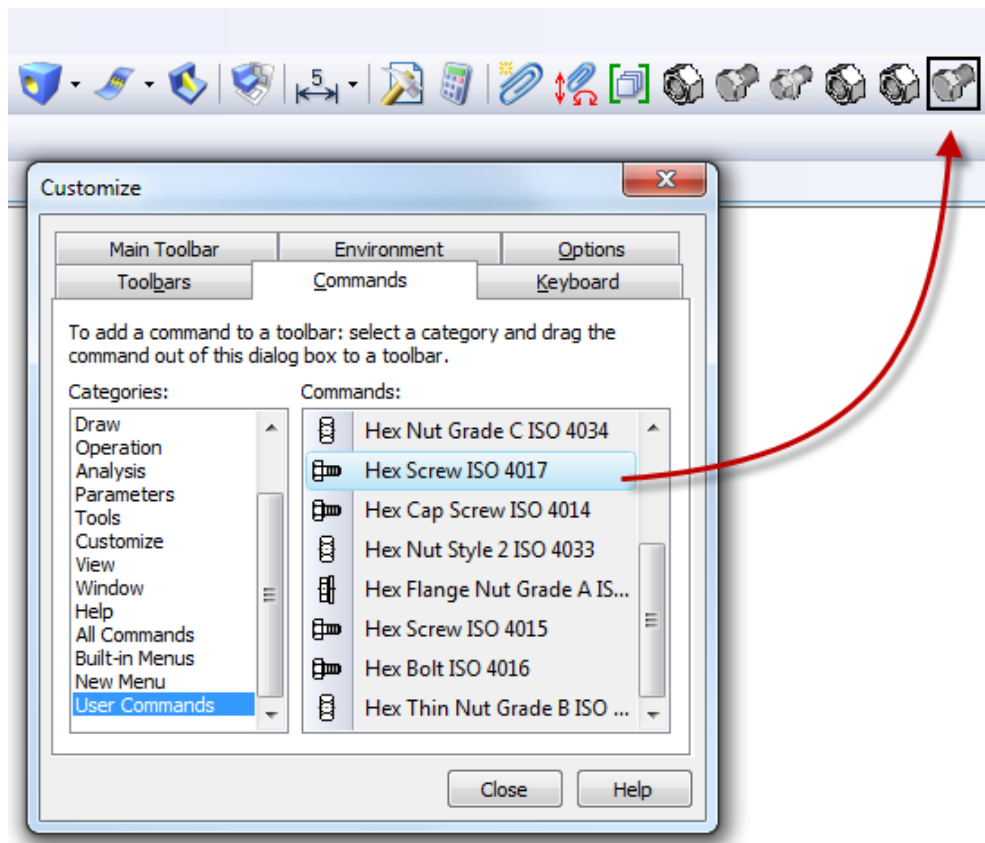 5
Customize
Main Toolbar
Environment
Options
Toolbars
Commands
Keyboard
To add a command to a toolbar: select a category and drag the
command out of this dialog box to a toolbar.
Categories:
Draw
Operation
Analysis
Parameters
Tools
Customize
View
Window
Help
All Commands
Built-in Menus
New Menu
User Commands
Commands:
Hex Nut Grade C ISO 4034
Hex Screw ISO 4017
Hex Cap Screw ISO 4014
Hex Nut Style 2 ISO 4033
Hex Flange Nut Grade A IS...
Hex Screw ISO 4015
Hex Bolt ISO 4016
Hex Thin Nut Grade B ISO ...
Close
Help